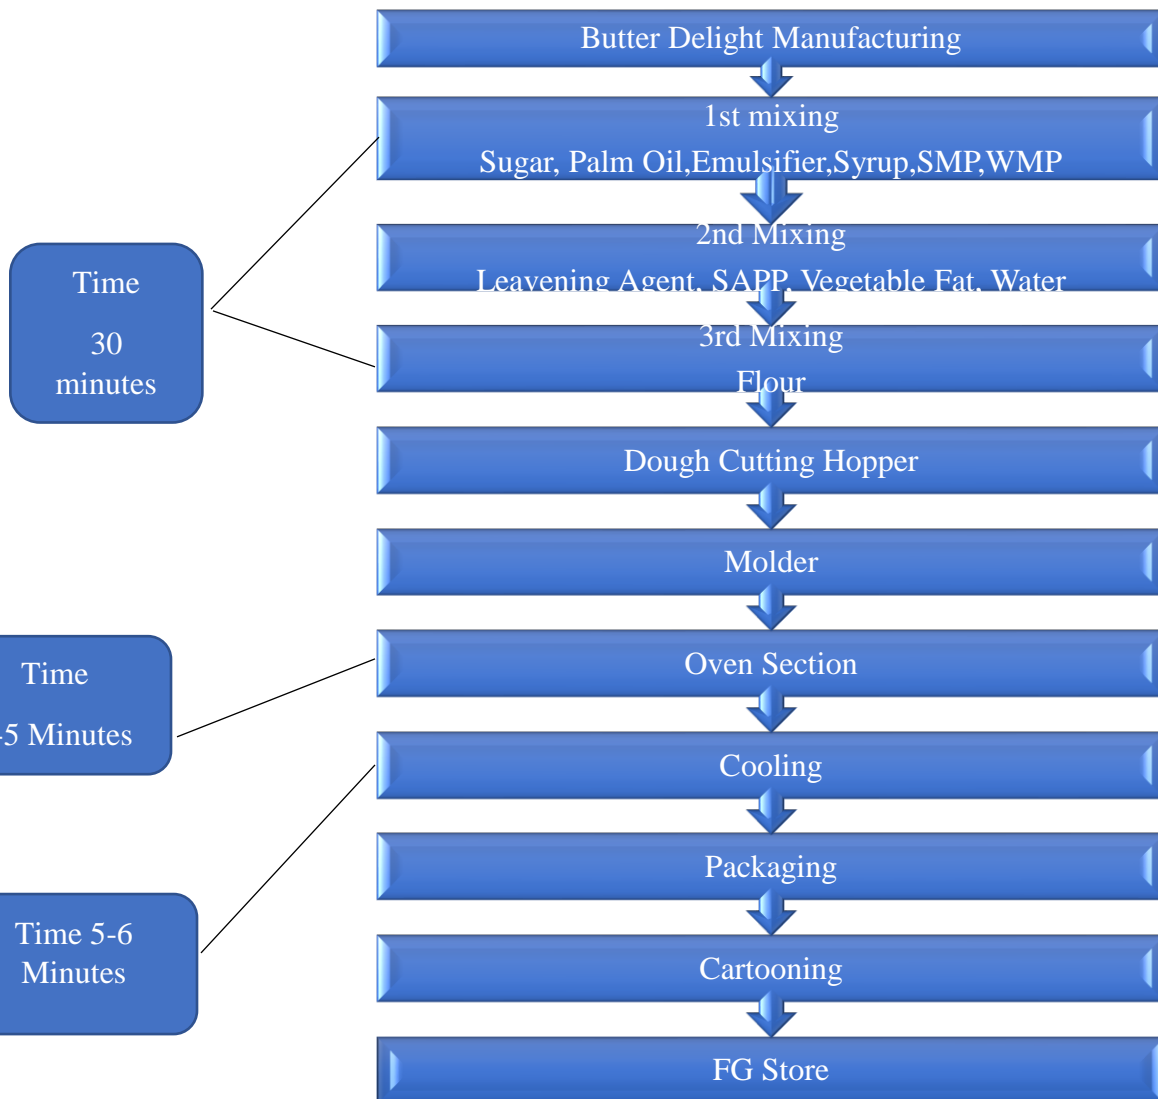 Butter Delight Manufacturing
1st mixing
Sugar, Palm Oil,Emulsifier,Syrup,SMP,WMP
2nd Mixing
Leavening Agent, SAPP, Vegetable Fat, Water
3rd Mixing
Flour
Time
30
minutes
Dough Cutting Hopper
Molder
Oven Section
Time
-5 Minutes
Cooling
Packaging
Time 5-6
Minutes
Cartooning
FG Store